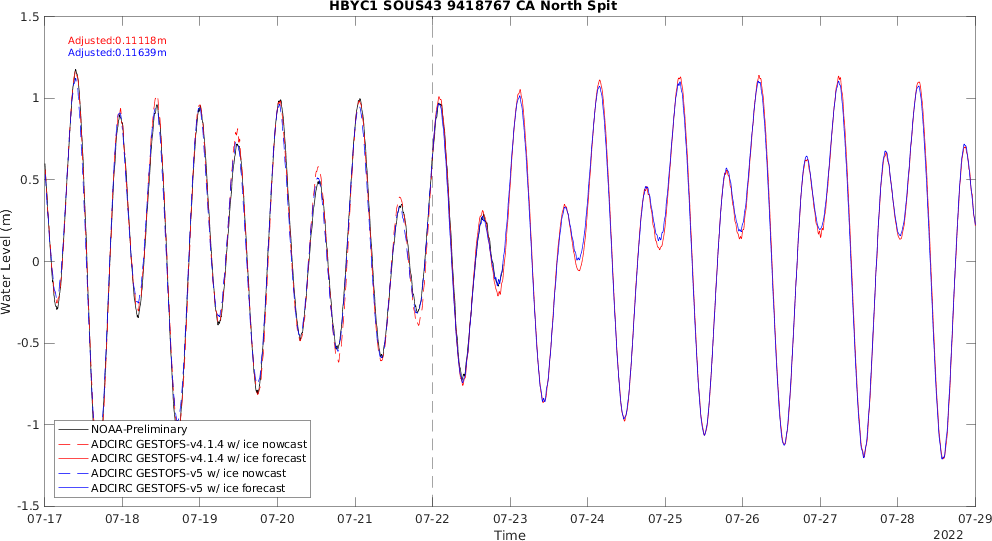 HBYC1 SOUS43 9418767 CA North Spit
Adjusted:0.11118m
Adjusted:0.11639m
1.5
1
0.5
0
-0.5
-1
-1.5
Water Level (m)
NOAA-Preliminary
ADCIRC GESTOFS-v4.1.4 w/ ice nowcast
ADCIRC GESTOFS-v4.1.4 w/ ice forecast
ADCIRC GESTOFS-v5 w/ ice nowcast
ADCIRC GESTOFS-v5 w/ ice forecast
07-17 07-18 07-19 07-20 07-21 07-22 07-23 07-24 07-25 07-26 07-27 07-28 07-29
Time
2022